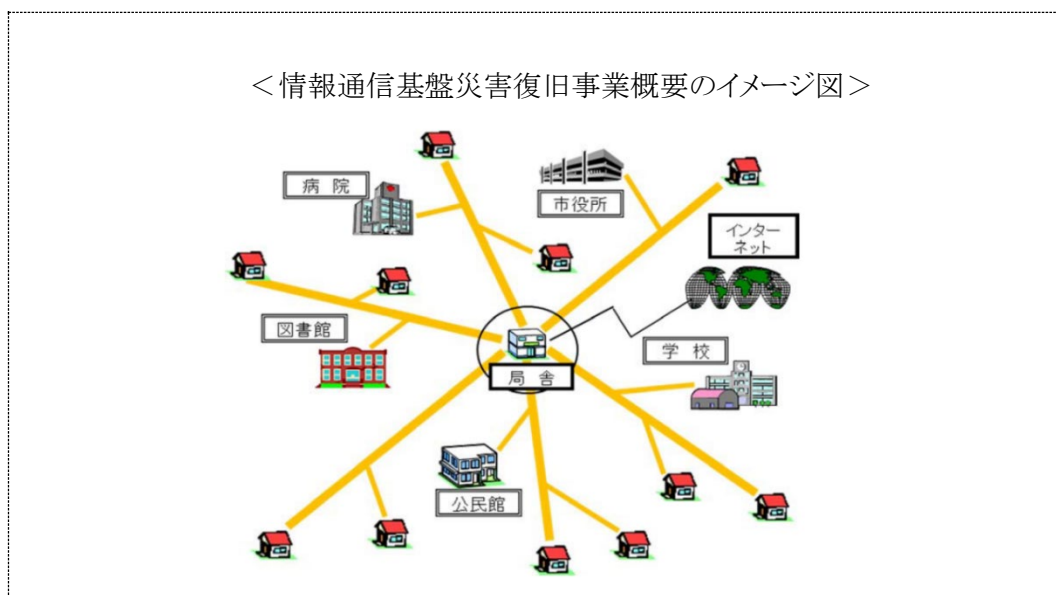 ＜情報通信基盤災害復旧事業概要のイメージ図＞
病院
市役所
インター
ネット
図書館
局舎
学校
公民館